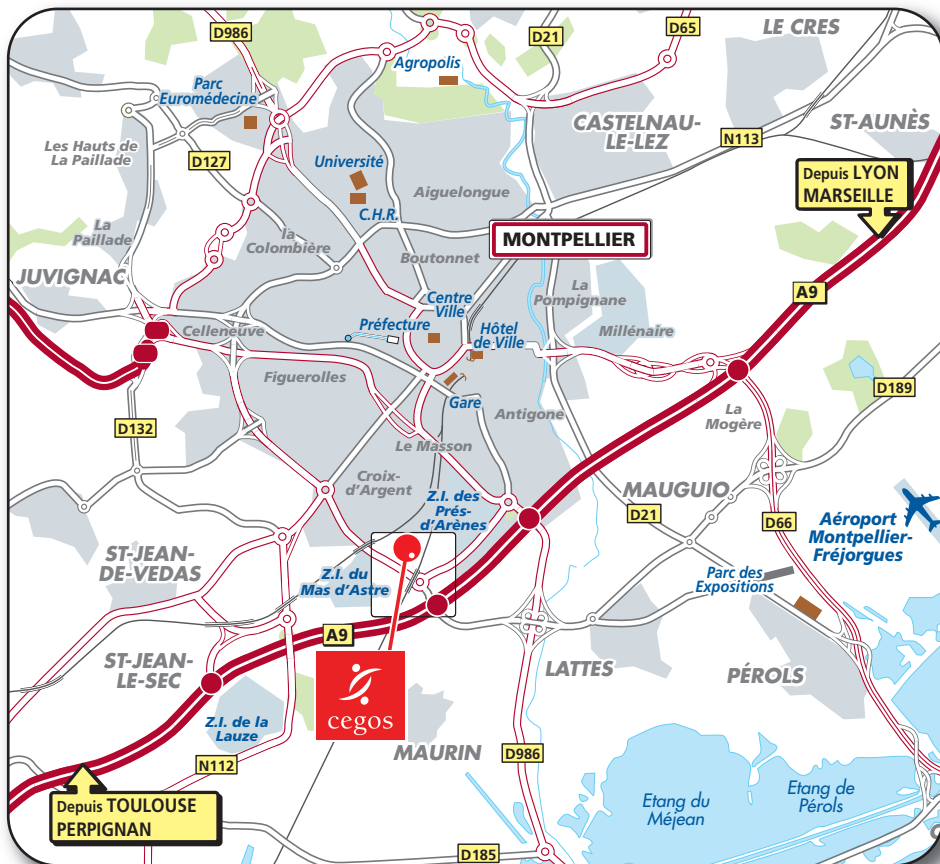 LE CRES
D986
D21
D65
Agropolis
Parc
Euromédecine
CASTELNAU-
LE-LEZ
ST-AUNÈS
N113
Les Hauts de
La Paillade
D127
Université
Depuis LYON
MARSEILLE
Aiguelongue
C.H.R.
La
Paillade
la
Colombière
MONTPELLIER
Boutonnet
JUVIGNAC
La
Pompignane
A9
Centre
Ville
Celleneuve
Préfecture
Hôtel
de Ville
Millénaire
Figuerolles
D189
Gare
Antigone
La
Mogère
D132
Le Masson
Croix-
d'Argent
Z.I. des
Prés-
d'Arènes
MAUGUIO
D21
D66
Aéroport
Montpellier-
Fréjorgues
ST-JEAN-
DE-VEDAS
Z.I. du
Mas d'Astre
Parc des
Expositions
A9
ST-JEAN-
LE-SEC
LATTES
PÉROLS
cegos
Z.I. de la
Lauze
MAURIN
N112
D986
Depuis TOULOUSE
PERPIGNAN
Etang du
Méjean
Etang de
Pérols
D185